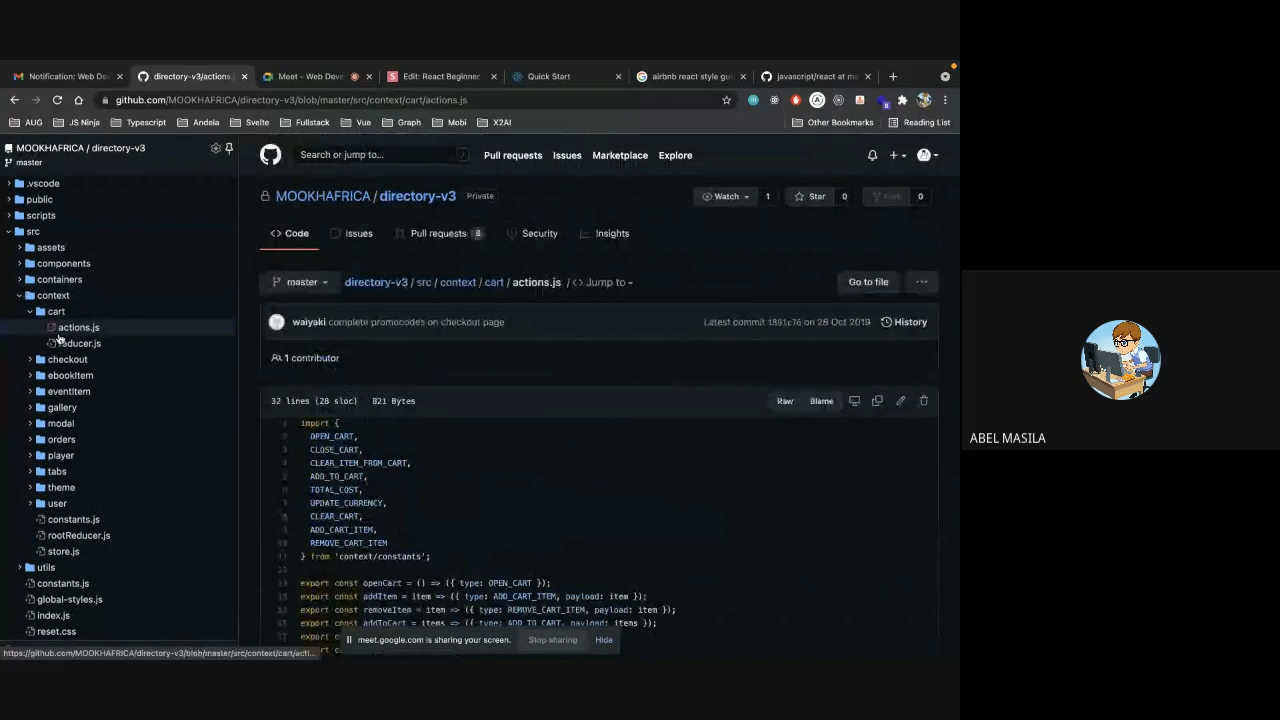 Notification: Web De
directory-v3/actions.
Meet - Web Deve
Edit: React Beginner
Quick Start
airbnb react style gu
javascript/react at m
github.com/MOOKHAFRICA/directory-v3/blob/master/src/context/cart/actions.js
AUG
JS Ninja
Typescript
Andela
Svelte
Fullstack
Vue
Graph
Mobi
X2AI
Other Bookmarks
Reading List
MOOKHAFRICA / directory-v3
master
.vscode
public
scripts
src
assets
components
containers
context
cart
actions.js
reducer.js
checkout
ebookItem
eventItem
gallery
modal
orders
player
tabs
theme
user
constants.js
rootReducer.js
store.js
utils
constants.js
global-styles.js
index.js
reset.css
Search or jump to...
/
Pull requests
Issues
Marketplace
Explore
MOOKHAFRICA / directory-v3
Private
Watch
1
Star
0
Fork
0
Code
Issues
Pull requests 8
Security
Insights
master
directory-v3 / src / context / cart / actions.js / <> Jump to
Go to file
...
waiyaki complete promocodes on checkout page
Latest commit 1891c76 on 28 Oct 2019
History
1 contributor
32 lines (28 sloc)
821 Bytes
Raw
Blame
import {
OPEN_CART,
CLOSE_CART,
CLEAR_ITEM_FROM_CART,
ADD_TO_CART,
TOTAL_COST,
UPDATE_CURRENCY,
CLEAR_CART,
ADD_CART_ITEM,
REMOVE_CART_ITEM
} from 'context/constants';
export const openCart = () => ({ type: OPEN_CART });
export const addItem = item => ({ type: ADD_CART_ITEM, payload: item });
export const removeItem = item => ({ type: REMOVE_CART_ITEM, payload: item });
export const addToCart = items => ({ type: ADD_TO_CART, payload: items });
export c
meet.google.com is sharing your screen.
Stop sharing
Hide
https://github.com/MOOKHAFRICA/directory-v3/blob/master/src/context/cart/acti...
ABEL MASILA